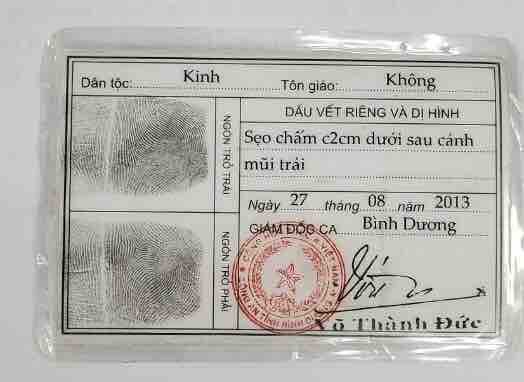 Dân tộc: Kinh Tôn giáo: Không
NGÓN TRỎ TRÁI
NGÓN TRỎ PHẢI
DẤU VẾT RIÊNG VÀ DỊ HÌNH
Sẹo chấm c2cm dưới sau cánh
mũi trái
Ngày 27 tháng 08 năm 2013
GIÁM ĐỐC CA Bình Dương
Võ Thành Đức